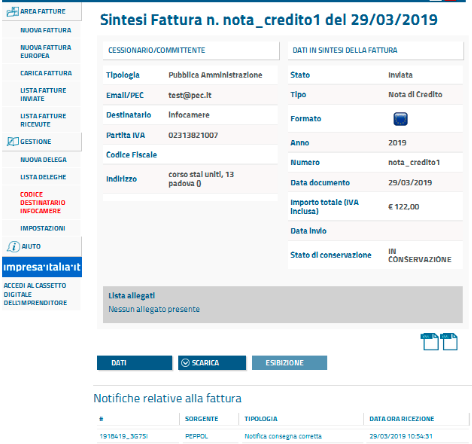 AREA FATTURE
NUOVA FATTURA
NUOVA FATTURA
EUROPEA
CARICA FATTURA
LISTA FATTURE
INVIATE
LISTA FATTURE
RICEVUTE
GESTIONE
NUOVA DELEGA
LISTA DELEGHE
CODICE
DESTINATARIO
INFOCAMERE
IMPOSTAZIONI
AIUTO
impresa.italia.it
ACCEDI AL CASSETTO
DIGITALE
DELL'IMPRENDITORE
Sintesi Fattura n. nota_credito1 del 29/03/2019
CESSIONARIO/COMMITTENTE
Tipologia Pubblica Amministrazione
Email/PEC test@pec.it
Destinatario Infocamere
Partita IVA 02313821007
Codice Fiscale
Indirizzo corso stai uniti, 13
padova ()
DATI IN SINTESI DELLA FATTURA
Stato Inviata
Tipo Nota di Credito
Formato
Anno 2019
Numero nota_credito1
Data documento 29/03/2019
Importo totale (IVA
inclusa) € 122,00
Data invio
Stato di conservazione IN
CONSERVAZIONE
Lista allegati
Nessun allegato presente
DATI SCARICA ESIBIZIONE
Notifiche relative alla fattura
# SORGENTE TIPOLOGIA DATA ORA RICEZIONE
1916419_5G7SI PEPPOL Notifica consegna corretta 29/03/2019 10:54:31